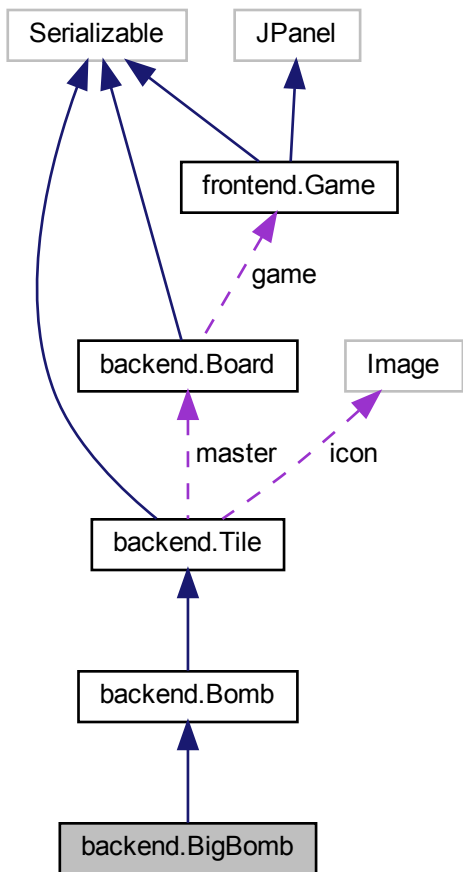 Serializable
JPanel
frontend.Game
game
backend.Board
Image
master
icon
backend.Tile
backend.Bomb
backend.BigBomb